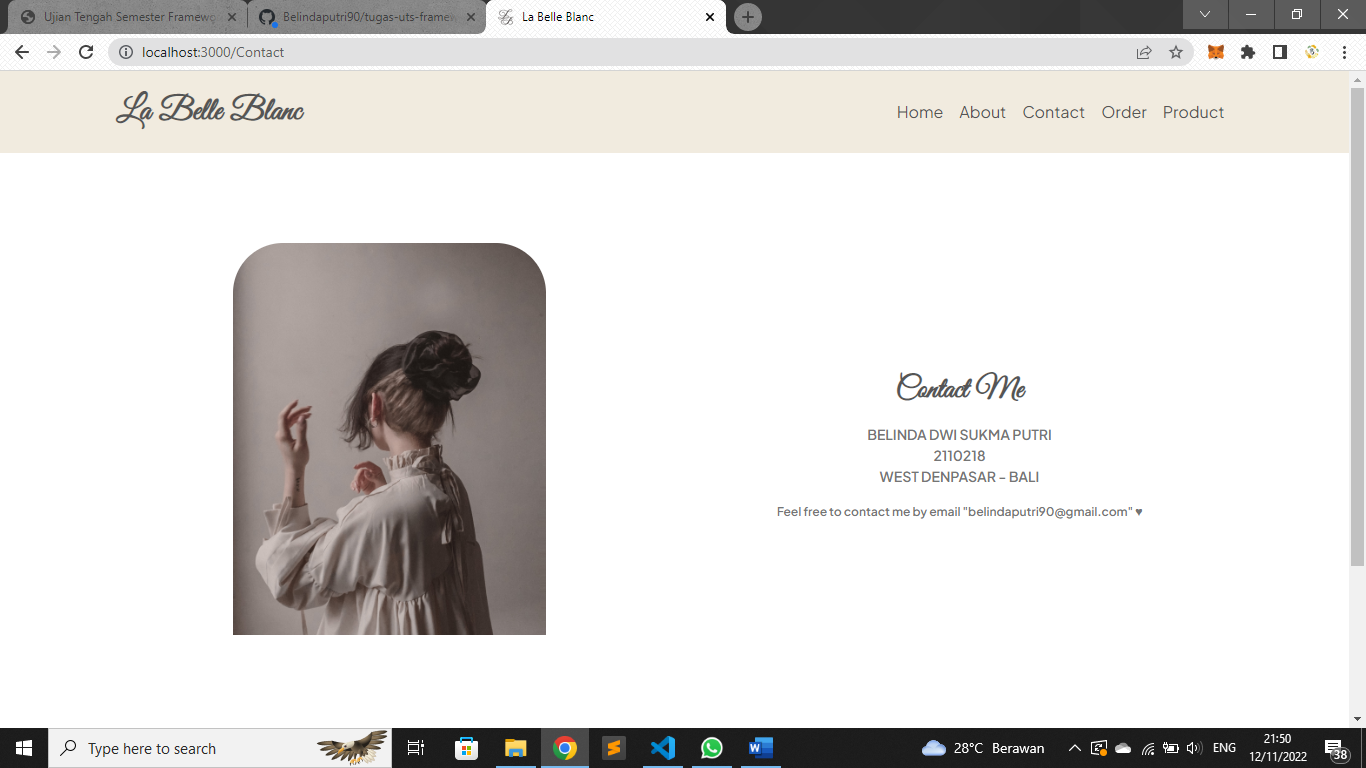 Ujian Tengah Semester Framewo
Belindaputri90/tugas-uts-framew
La Belle Blanc
localhost:3000/Contact
La Belle Blanc
Home About Contact Order Product
Contact Me
BELINDA DWI SUKMA PUTRI
2110218
WEST DENPASAR - BALI
Feel free to contact me by email "belindaputri90@gmail.com" ♥
Type here to search
28°C Berawan
ENG
21:50
12/11/2022
38